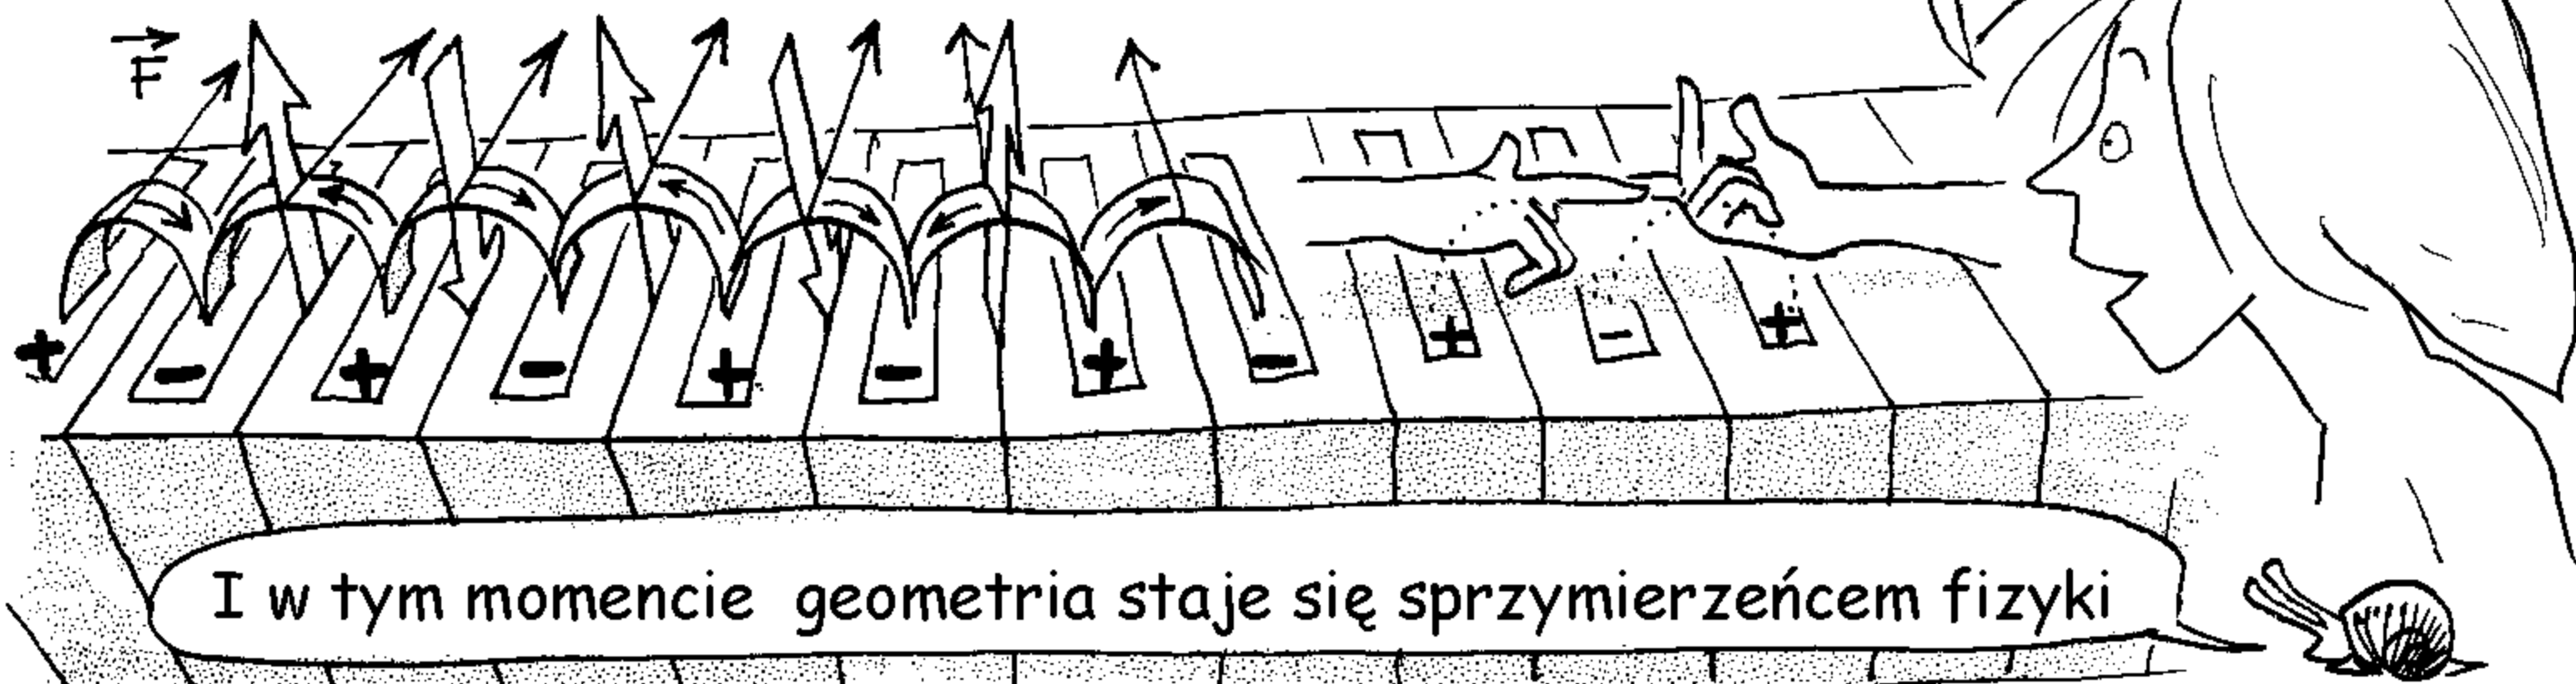 F
+ - + - + - + - + - +
I w tym momencie geometria staje się sprzymierzeńcem fizyki